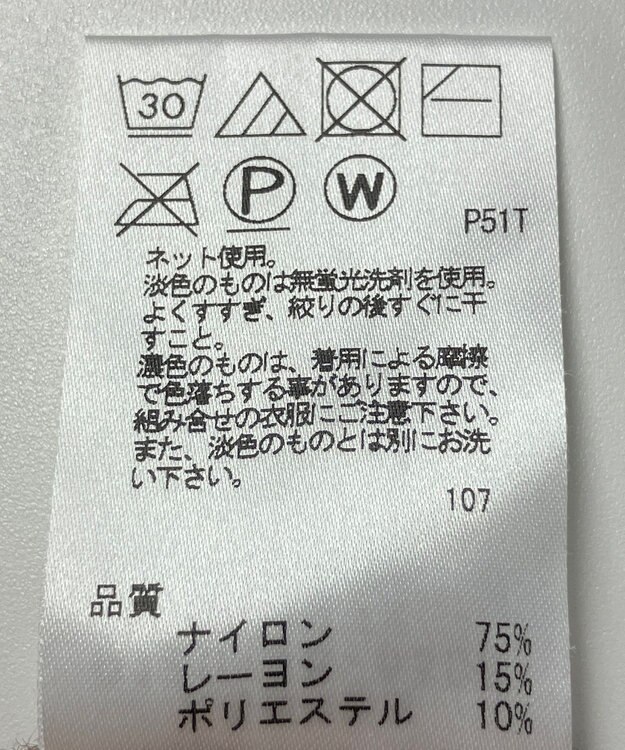 30
P W
P51T
ネット使用。
淡色のものは無蛍光洗剤を使用。
よくすすぎ、絞りの後すぐに干
すこと。
濃色のものは、着用による摩擦
で色落ちする事がありますので、
組み合せの衣服にご注意下さい。
また、淡色のものとは別にお洗
い下さい。
107
品質
ナイロン 75%
レーヨン 15%
ポリエステル 10%